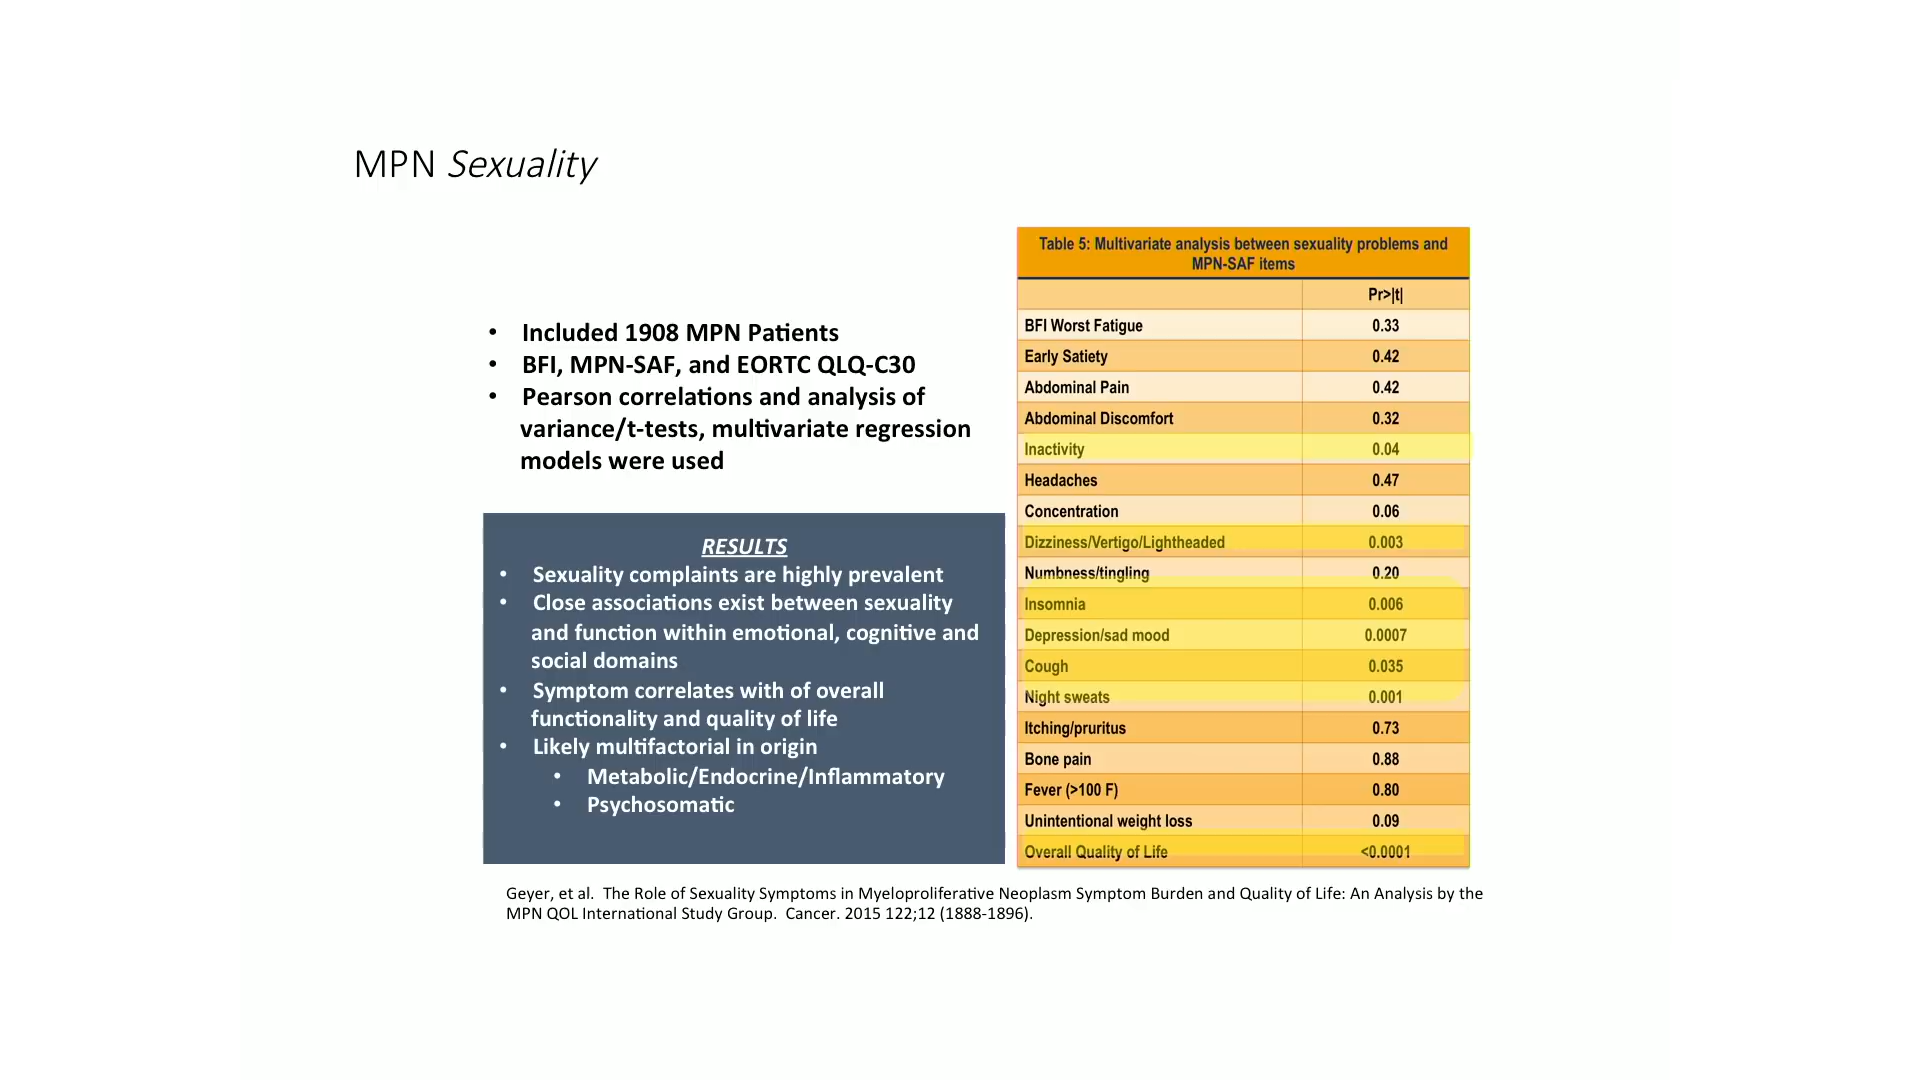 MPN Sexuality
• Included 1908 MPN Patients
• BFI, MPN-SAF, and EORTC QLQ-C30
• Pearson correlations and analysis of
variance/t-tests, multivariate regression
models were used
RESULTS
• Sexuality complaints are highly prevalent
• Close associations exist between sexuality
and function within emotional, cognitive and
social domains
• Symptom correlates with of overall
functionality and quality of life
• Likely multifactorial in origin
• Metabolic/Endocrine/Inflammatory
• Psychosomatic
Table 5: Multivariate analysis between sexuality problems and
MPN-SAF items
Pr>|t|
BFI Worst Fatigue 0.33
Early Satiety 0.42
Abdominal Pain 0.42
Abdominal Discomfort 0.32
Inactivity 0.04
Headaches 0.47
Concentration 0.06
Dizziness/Vertigo/Lightheaded 0.003
Numbness/tingling 0.20
Insomnia 0.006
Depression/sad mood 0.0007
Cough 0.035
Night sweats 0.001
Itching/pruritus 0.73
Bone pain 0.88
Fever (>100 F) 0.80
Unintentional weight loss 0.09
Overall Quality of Life <0.0001
Geyer, et al. The Role of Sexuality Symptoms in Myeloproliferative Neoplasm Symptom Burden and Quality of Life: An Analysis by the
MPN QOL International Study Group. Cancer. 2015 122;12 (1888-1896).